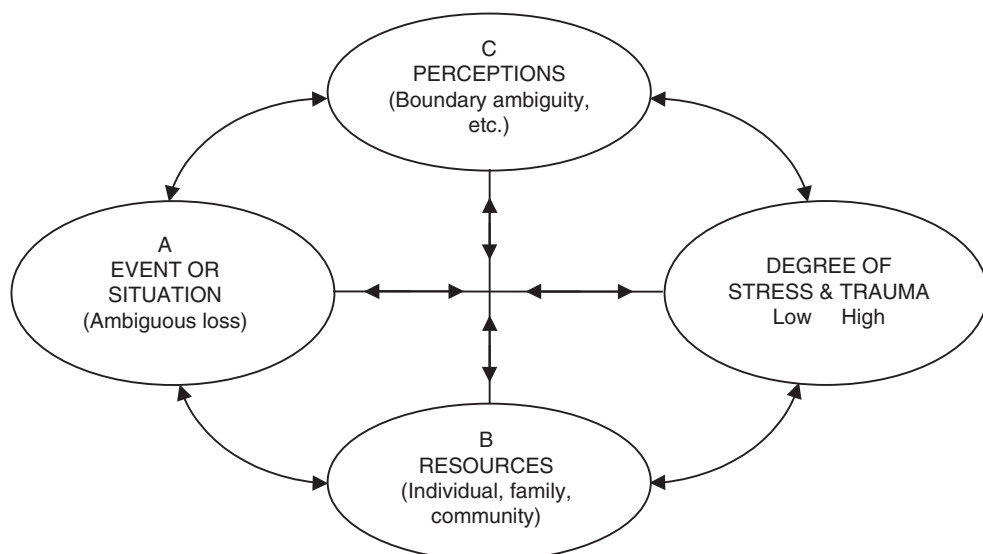 C
PERCEPTIONS
(Boundary ambiguity,
etc.)
A
EVENT OR
SITUATION
(Ambiguous loss)
DEGREE OF
STRESS & TRAUMA
Low High
B
RESOURCES
(Individual, family,
community)